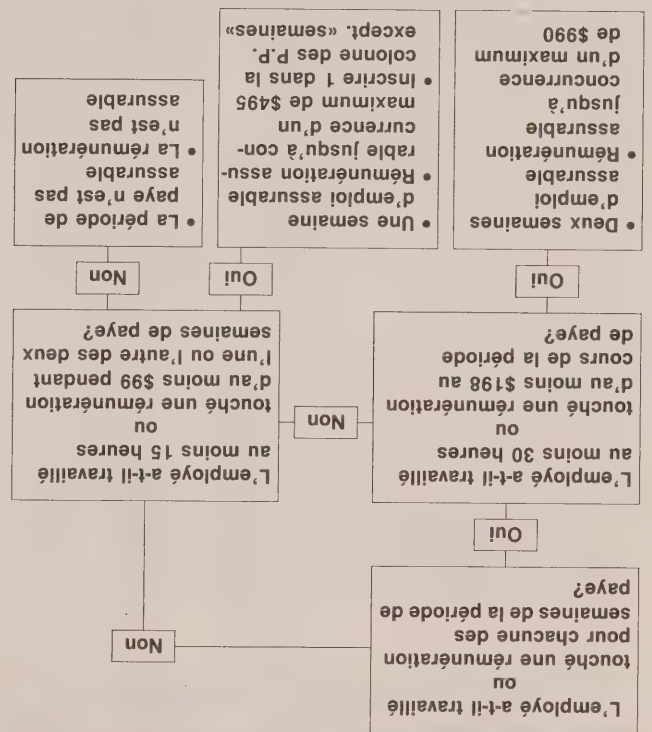 L'employé a-t-il travaillé
ou
touché une rémunération
pour chacune des
semaines de la période de
paye?
Non
Oui
L'employé a-t-il travaillé
au moins 30 heures
ou
touché une rémunération
d'au moins $198 au
cours de la période
de paye?
Non
L'employé a-t-il travaillé
au moins 15 heures
ou
touché une rémunération
d'au moins $99 pendant
l'une ou l'autre des deux
semaines de paye?
Oui
Oui
Non
• Deux semaines
d'emploi
assurable
• Rémunération
assurable
jusqu'à
concurrence
d'un maximum
de $990
• Une semaine
d'emploi assurable
• Rémunération assu-
rable jusqu'à con-
currence d'un
maximum de $495
• Inscrire 1 dans la
colonne des P.P.
except. «semaines»
• La période de
paye n'est pas
assurable
• La rémunération
n'est pas
assurable